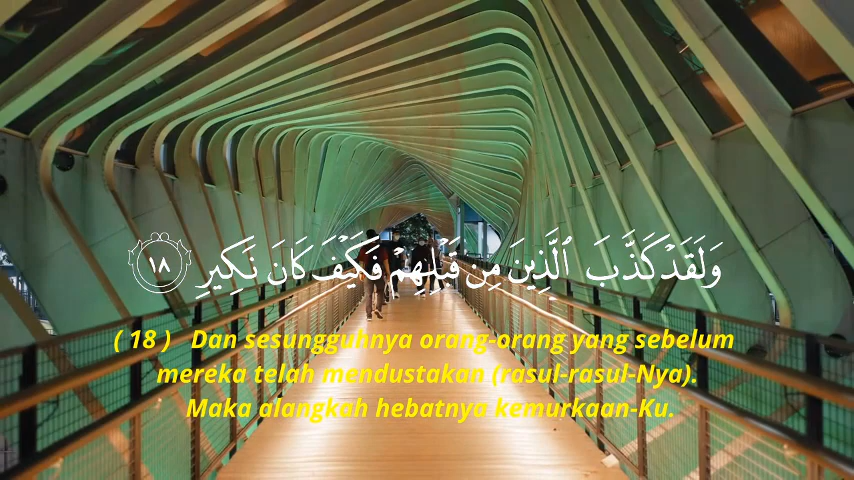 وَلَقَدْ كَذَّبَ ٱلَّذِينَ مِن قَبْلِهِمْ فَكَيْفَ كَانَ نَكِيرِ ١٨
( 18 ) Dan sesungguhnya orang-orang yang sebelum
mereka telah mendustakan (rasul-rasul-Nya).
Maka alangkah hebatnya kemurkaan-Ku.